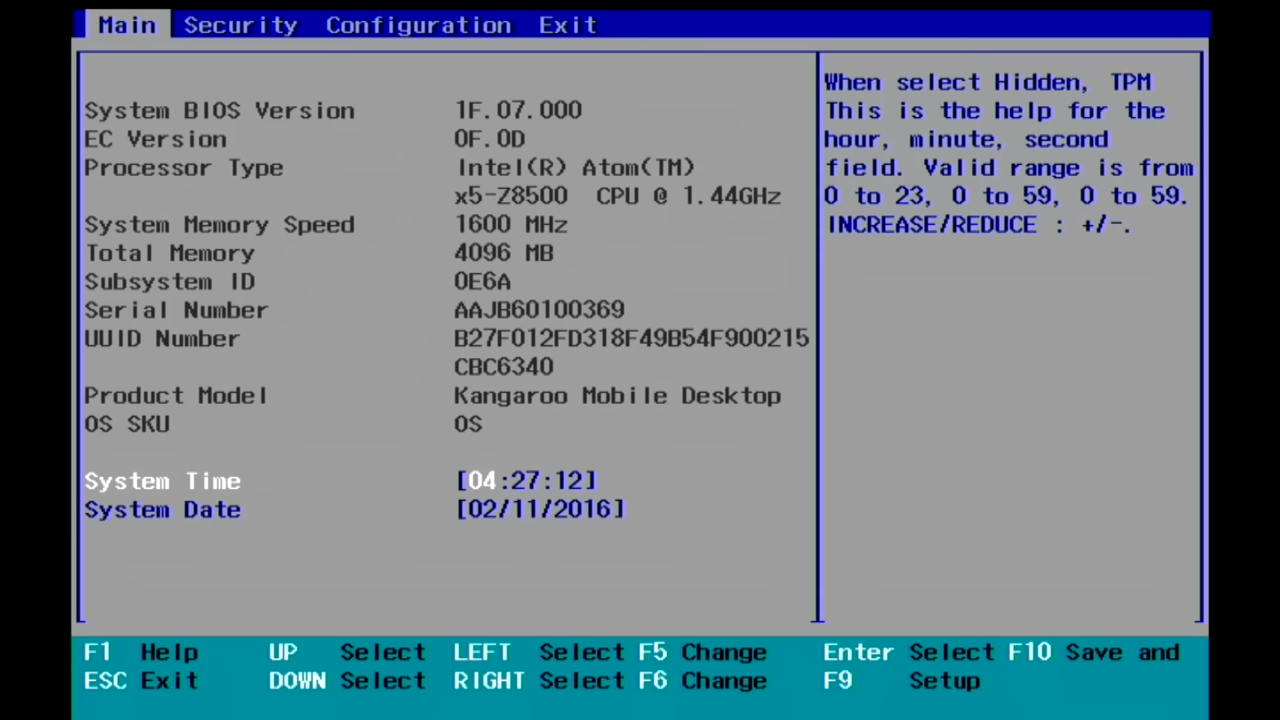 Main Security Configuration Exit
System BIOS Version 1F.07.000
EC Version 0F.0D
Processor Type Intel(R) Atom(TM)
x5-Z8500 CPU @ 1.44GHz
System Memory Speed 1600 MHz
Total Memory 4096 MB
Subsystem ID 0E6A
Serial Number AAJB60100369
UUID Number B27F012FD318F49B54F900215
CBC6340
Product Model Kangaroo Mobile Desktop
OS SKU OS
System Time [04:27:12]
System Date [02/11/2016]
When select Hidden, TPM
This is the help for the
hour, minute, second
field. Valid range is from
0 to 23, 0 to 59, 0 to 59.
INCREASE/REDUCE : +/-.
F1 Help UP Select LEFT Select F5 Change Enter Select F10 Save and
ESC Exit DOWN Select RIGHT Select F6 Change F9 Setup